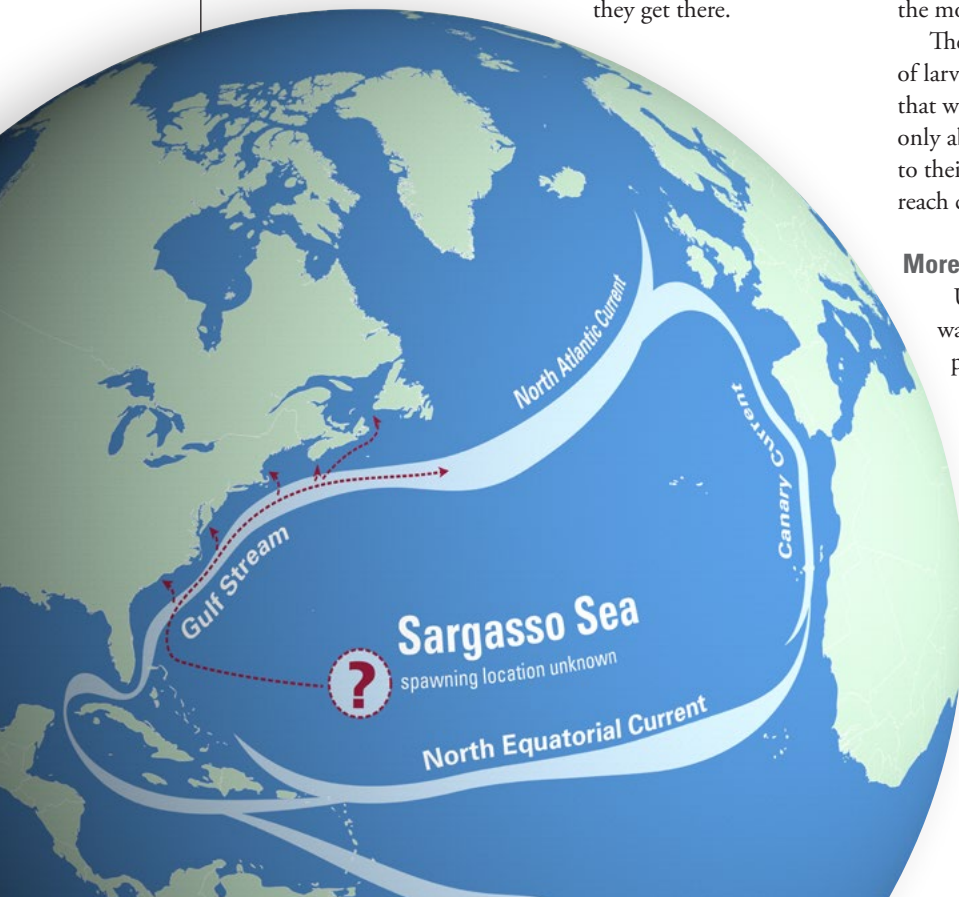 they get there.
the mo
The
of larv
that w
only ab
to thei
reach o
More
U
wa
p
North Atlantic Current
Canary Current
Gulf Stream
Sargasso Sea
?
spawning location unknown
North Equatorial Current